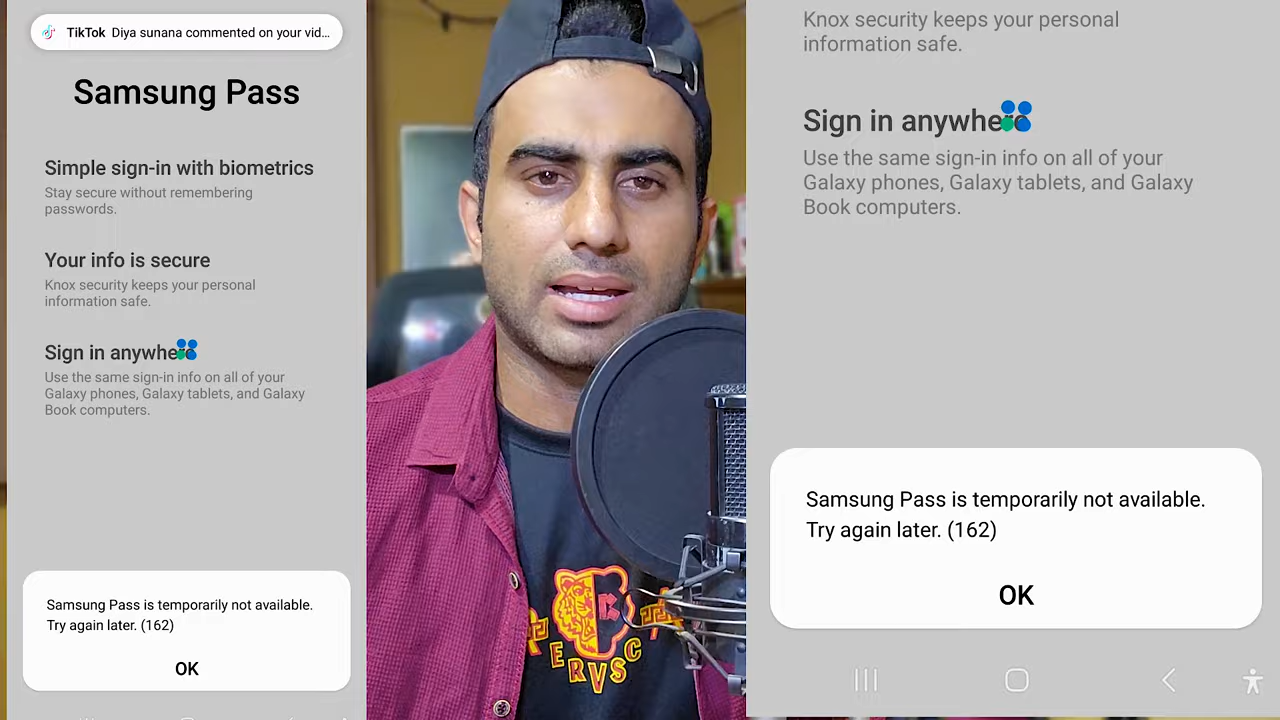 TikTok Diya sunana commented on your vid...
Samsung Pass
Simple sign-in with biometrics
Stay secure without remembering
passwords.
Your info is secure
Knox security keeps your personal
information safe.
Sign in anywhere
Use the same sign-in info on all of your
Galaxy phones, Galaxy tablets, and Galaxy
Book computers.
Samsung Pass is temporarily not available.
Try again later. (162)
OK
ERVSC
Knox security keeps your personal
information safe.
Sign in anywhere
Use the same sign-in info on all of your
Galaxy phones, Galaxy tablets, and Galaxy
Book computers.
Samsung Pass is temporarily not available.
Try again later. (162)
OK